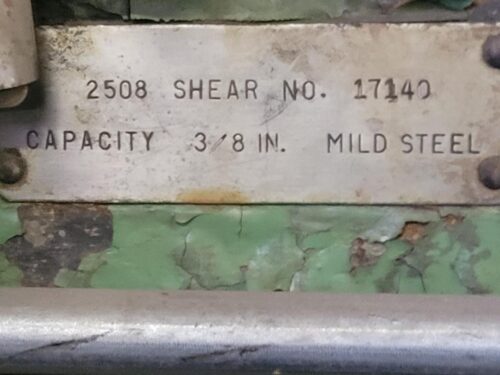 2508 SHEAR NO. 17140
CAPACITY 3/8 IN. MILD STEEL